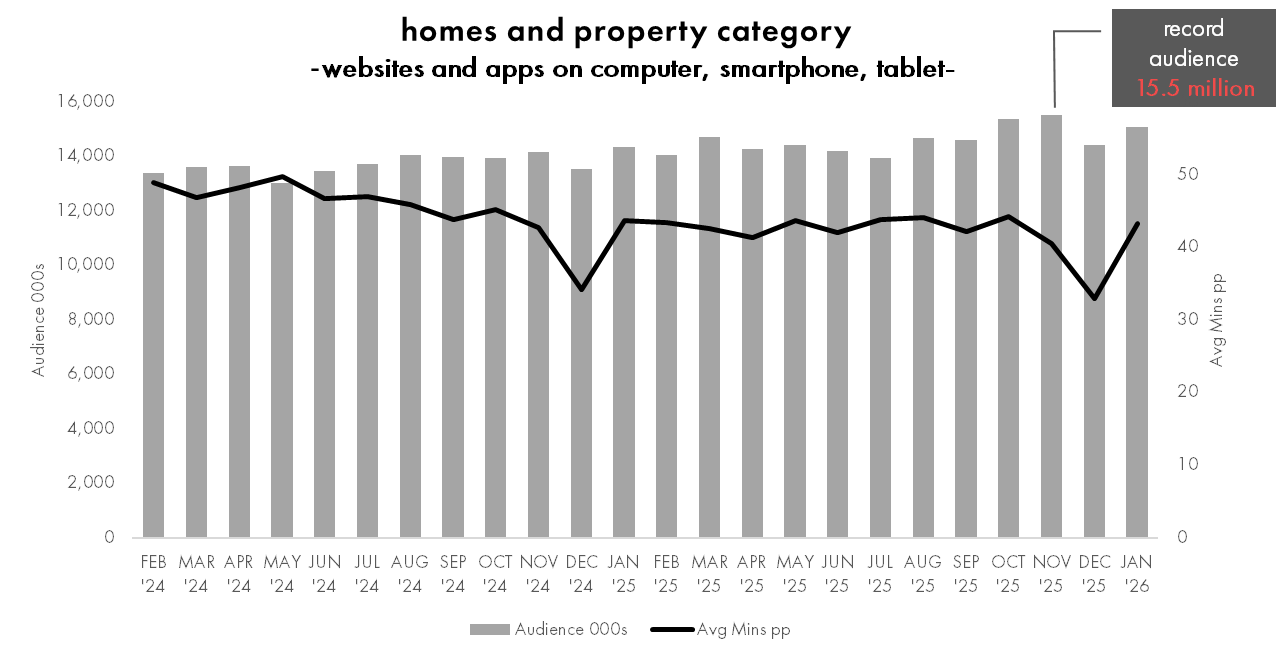 homes and property category
-websites and apps on computer, smartphone, tablet-
record
audience
15.5 million
Audience 000s
16,000
14,000
12,000
10,000
8,000
6,000
4,000
2,000
0
50
40
30
20
10
0
Avg Mins pp
FEB MAR APR MAY JUN JUL AUG SEP OCT NOV DEC JAN FEB MAR APR MAY JUN JUL AUG SEP OCT NOV DEC JAN
'24 '24 '24 '24 '24 '24 '24 '24 '24 '24 '24 '25 '25 '25 '25 '25 '25 '25 '25 '25 '25 '25 '25 '26
Audience 000s Avg Mins pp